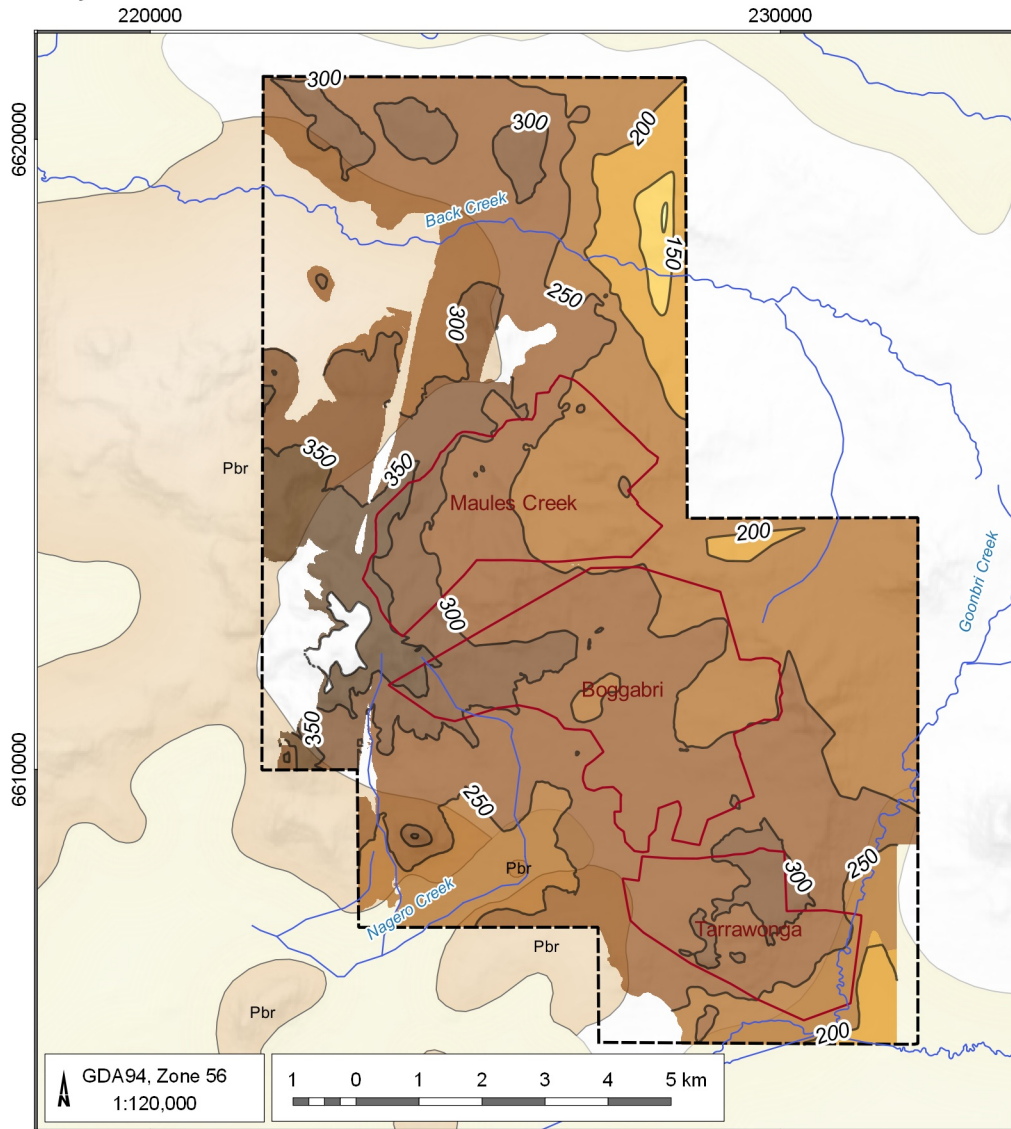 220000
230000
6620000
6610000
300
300
200
Back Creek
150
250
300
350
350
Pbr
Maules Creek
200
Goonbri Creek
300
Boggabri
350
250
Pbr
300
250
Nagero Creek
Tarrawonga
Pbr
Pbr
200
N
GDA94, Zone 56
1:120,000
1 0 1 2 3 4 5 km